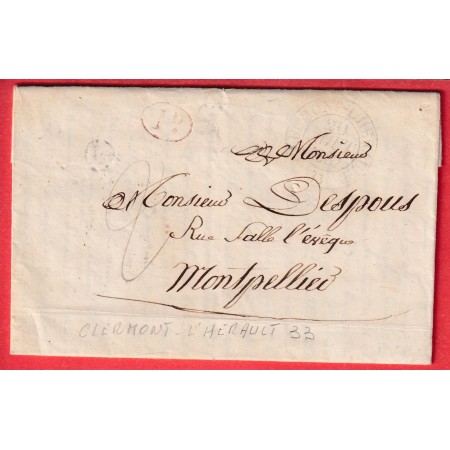 A Monsieur
Monsieur Despous
Rue Salle l'évêque
Montpellier
CLERMONT-L'HERAULT 33